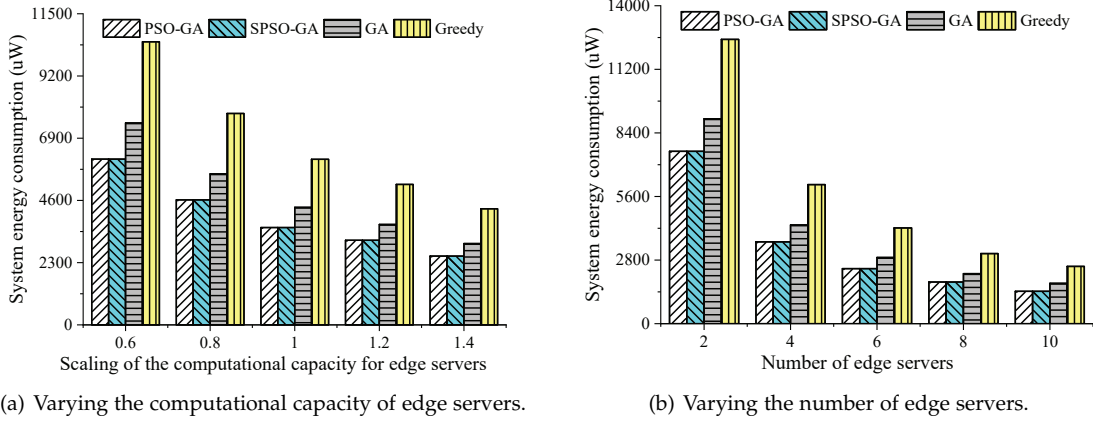 11500
9200
6900
4600
2300
0
System energy consumption (uW)
PSO-GA SPSO-GA GA Greedy
0.6 0.8 1 1.2 1.4
Scaling of the computational capacity for edge servers
(a) Varying the computational capacity of edge servers.
14000
11200
8400
5600
2800
0
System energy consumption (uW)
PSO-GA SPSO-GA GA Greedy
2 4 6 8 10
Number of edge servers
(b) Varying the number of edge servers.